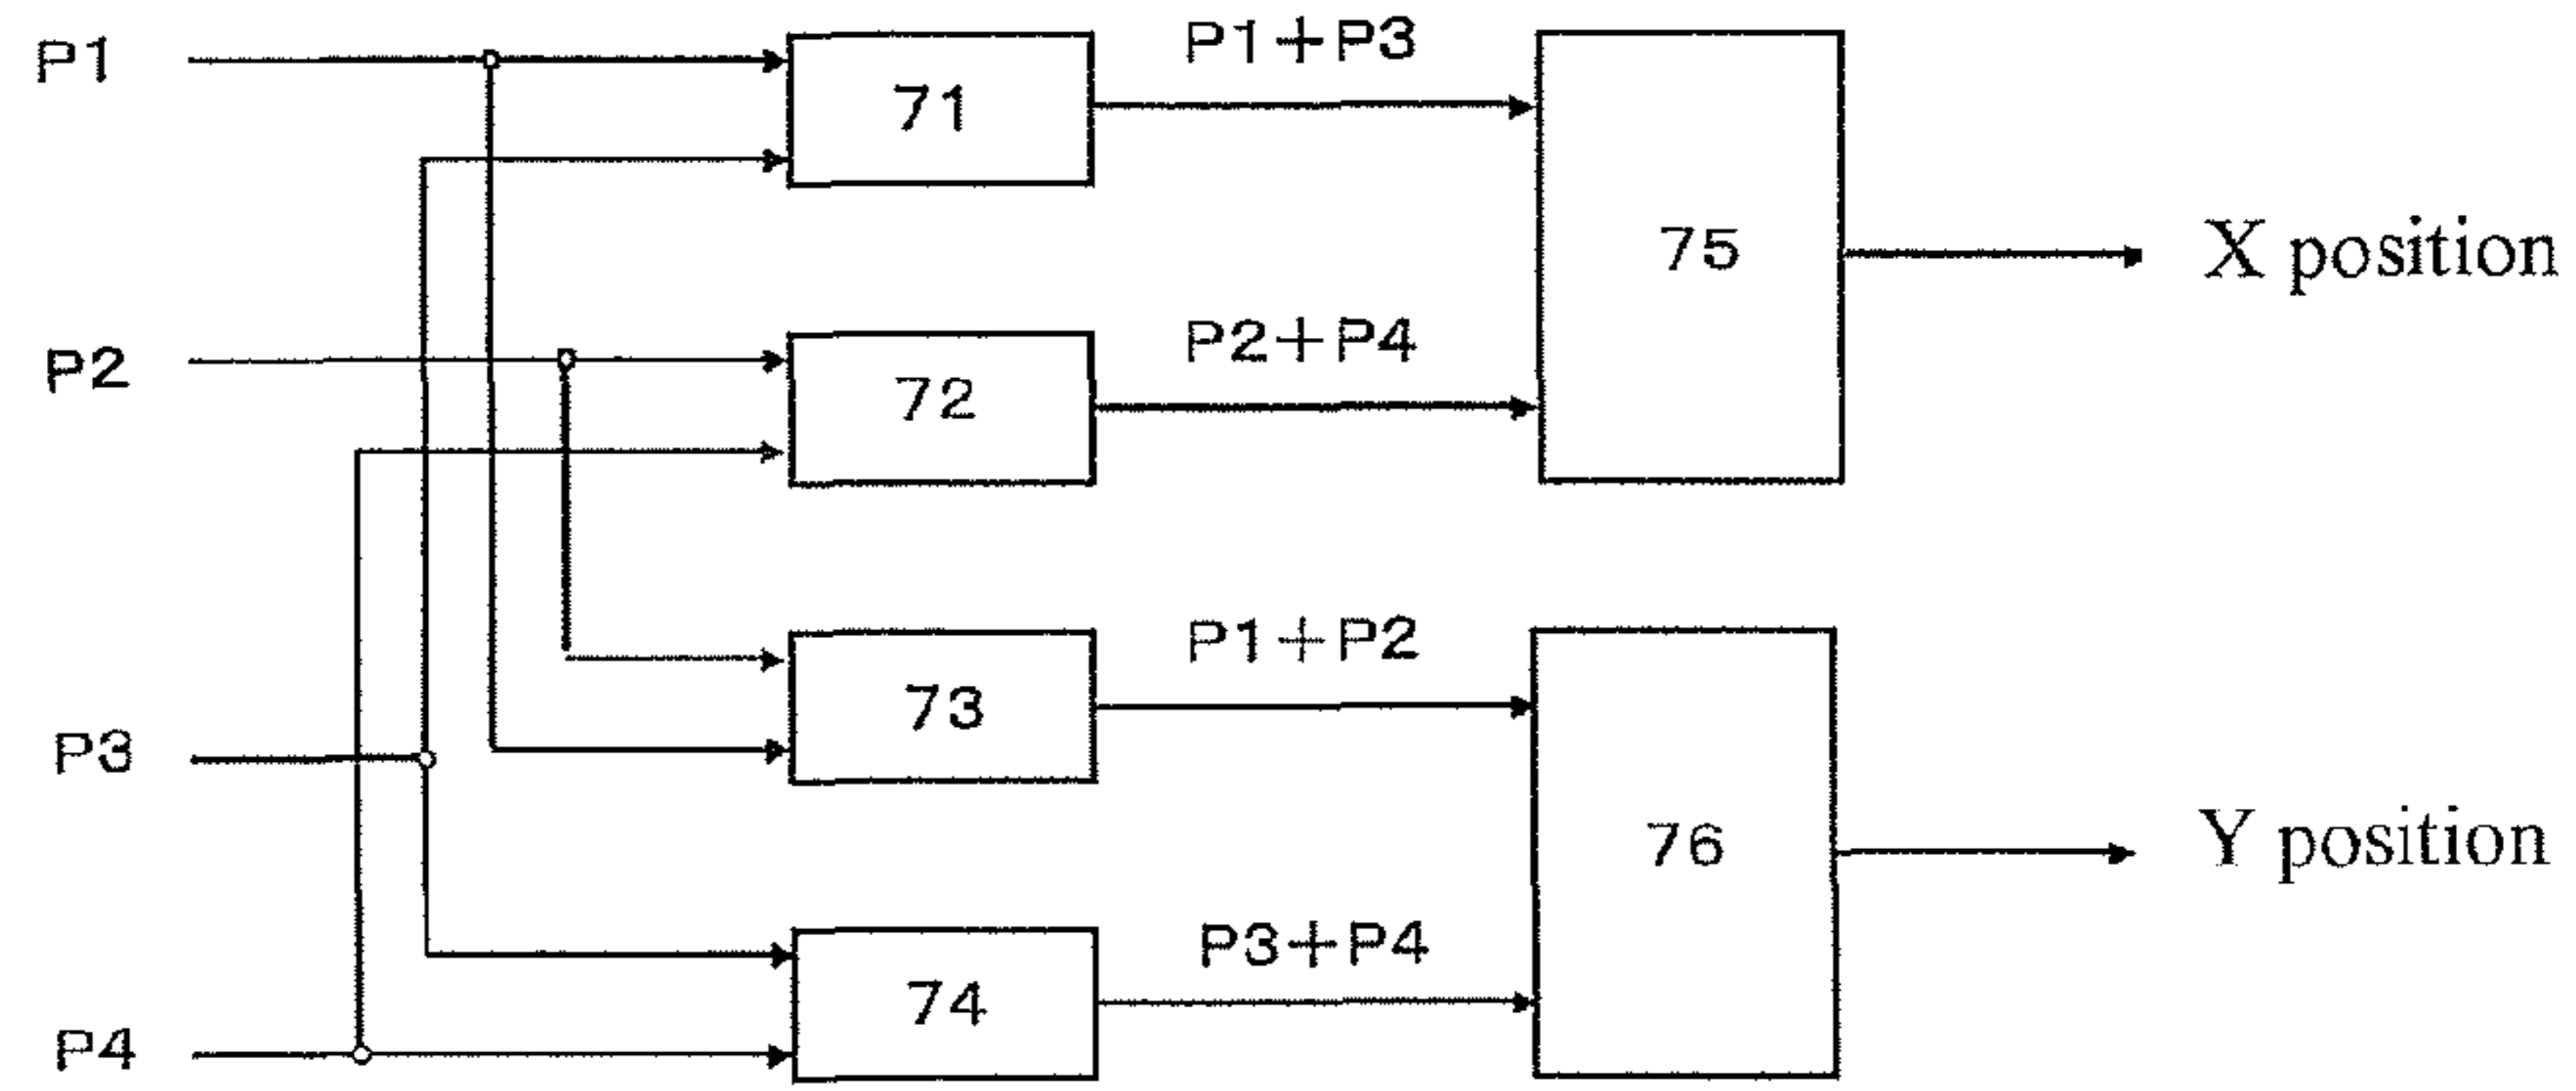 P1
P1+P3
71
75
X position
P2
P2+P4
72
P1+P2
73
P3
76
Y position
P3+P4
74
P4